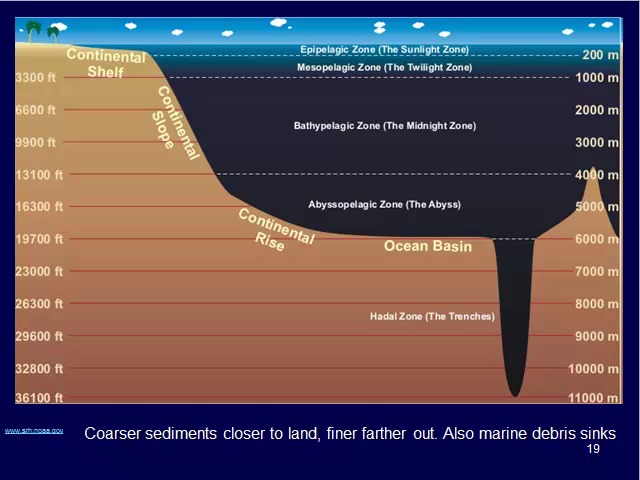 Epipelagic Zone (The Sunlight Zone)
200 m
Continental
Shelf
Mesopelagic Zone (The Twilight Zone)
3300 ft
1000 m
Continental
Slope
6600 ft
2000 m
Bathypelagic Zone (The Midnight Zone)
9900 ft
3000 m
13100 ft
4000 m
16300 ft
Abyssopelagic Zone (The Abyss)
5000 m
Continental
Rise
19700 ft
Ocean Basin
6000 m
23000 ft
7000 m
26300 ft
8000 m
Hadal Zone (The Trenches)
29600 ft
9000 m
32800 ft
10000 m
36100 ft
11000 m
www.srh.noaa.gov
Coarser sediments closer to land, finer farther out. Also marine debris sinks
19